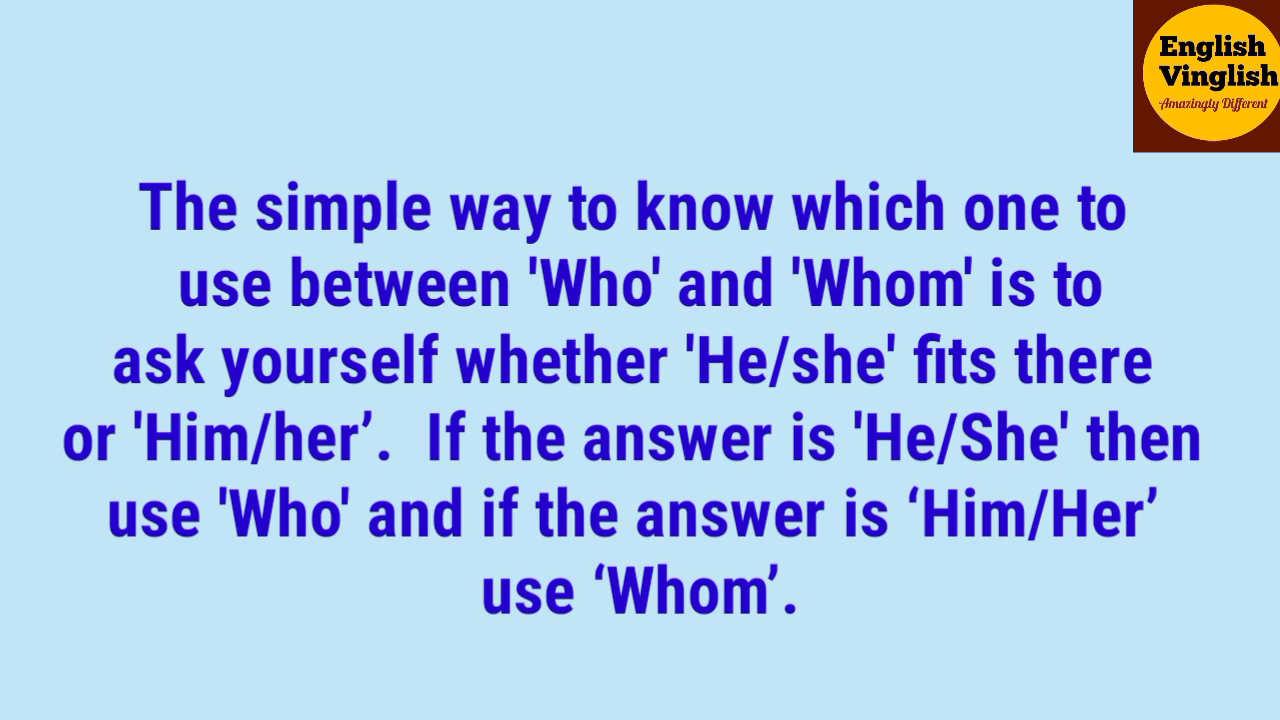 English
Vinglish
Amazingly Different
The simple way to know which one to
use between 'Who' and 'Whom' is to
ask yourself whether 'He/she' fits there
or 'Him/her’.  If the answer is 'He/She' then
use 'Who' and if the answer is ‘Him/Her’
use ‘Whom’.